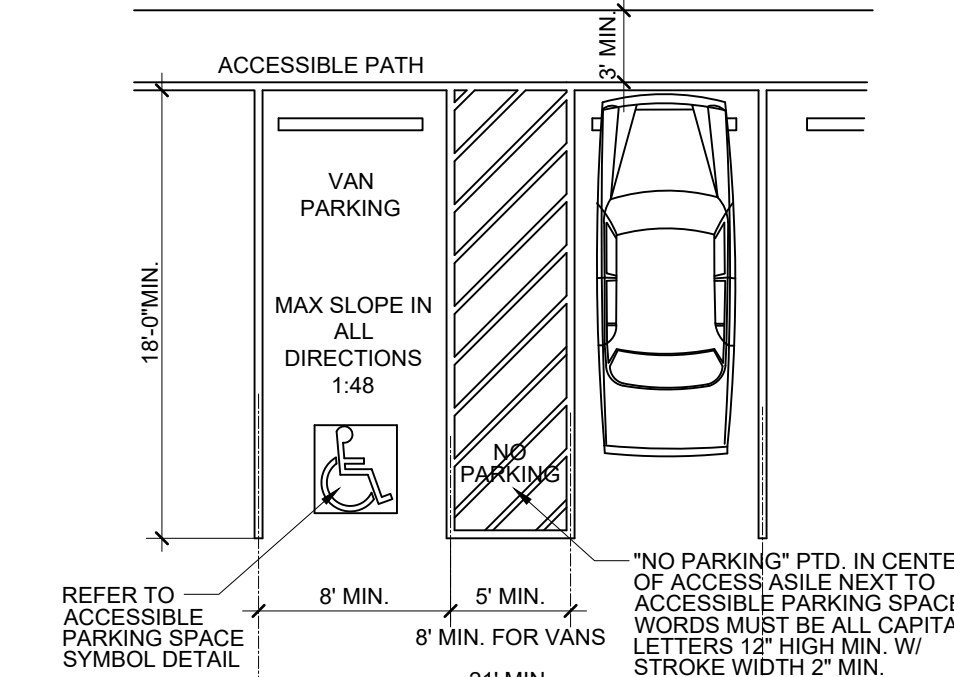 3' MIN.
ACCESSIBLE PATH
VAN
PARKING
18'-0"MIN.
MAX SLOPE IN
ALL
DIRECTIONS
1:48
NO
PARKING
REFER TO
ACCESSIBLE
PARKING SPACE
SYMBOL DETAIL
8' MIN.
5' MIN.
8' MIN. FOR VANS
"NO PARKING" PTD. IN CENTE
OF ACCESS ASILE NEXT TO
ACCESSIBLE PARKING SPACE
WORDS MUST BE ALL CAPITA
LETTERS 12" HIGH MIN. W/
STROKE WIDTH 2" MIN.
21' MIN